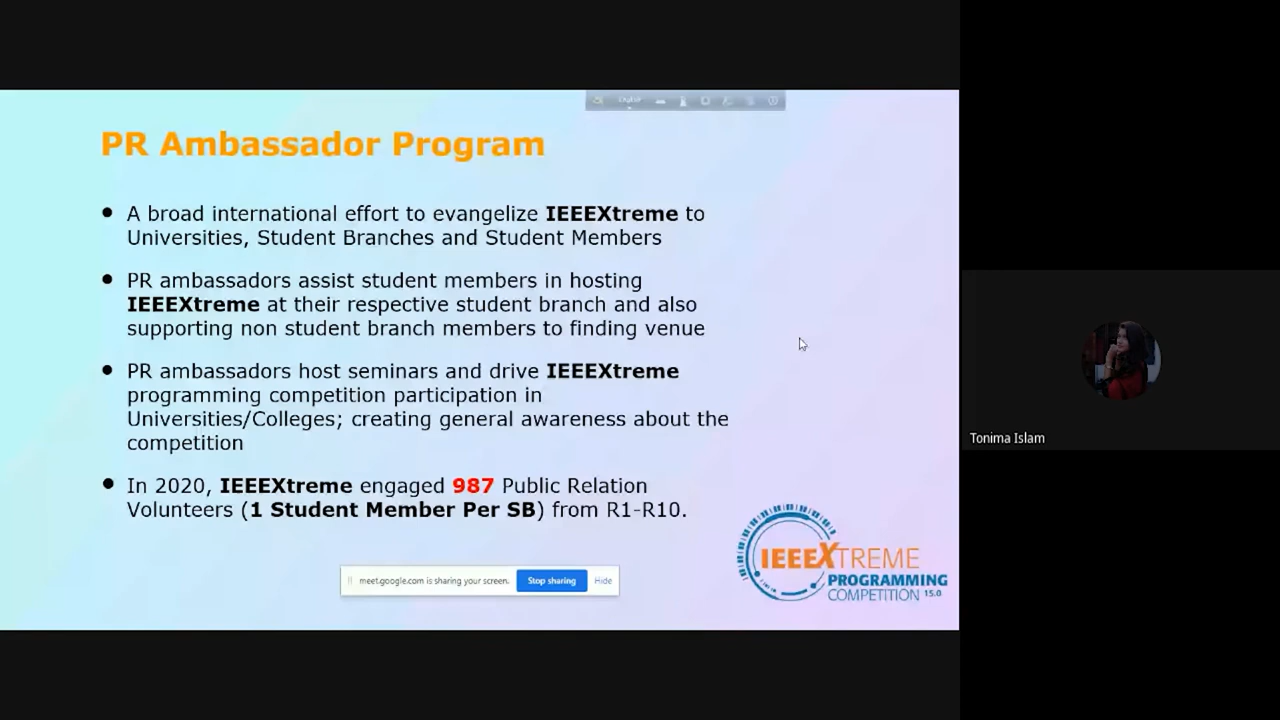 English
PR Ambassador Program
• A broad international effort to evangelize IEEEXtreme to
Universities, Student Branches and Student Members
• PR ambassadors assist student members in hosting
IEEEXtreme at their respective student branch and also
supporting non student branch members to finding venue
• PR ambassadors host seminars and drive IEEEXtreme
programming competition participation in
Universities/Colleges; creating general awareness about the
competition
• In 2020, IEEEXtreme engaged 987 Public Relation
Volunteers (1 Student Member Per SB) from R1-R10.
meet.google.com is sharing your screen. Stop sharing Hide
IEEEXTREME
PROGRAMMING
COMPETITION 15.0
Tonima Islam